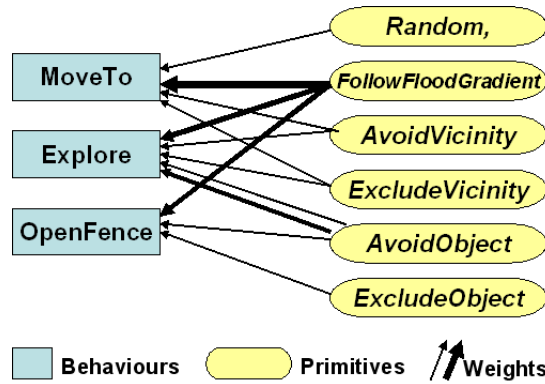 Random,
MoveTo
FollowFloodGradient
AvoidVicinity
Explore
ExcludeVicinity
OpenFence
AvoidObject
ExcludeObject
Behaviours
Primitives
Weights